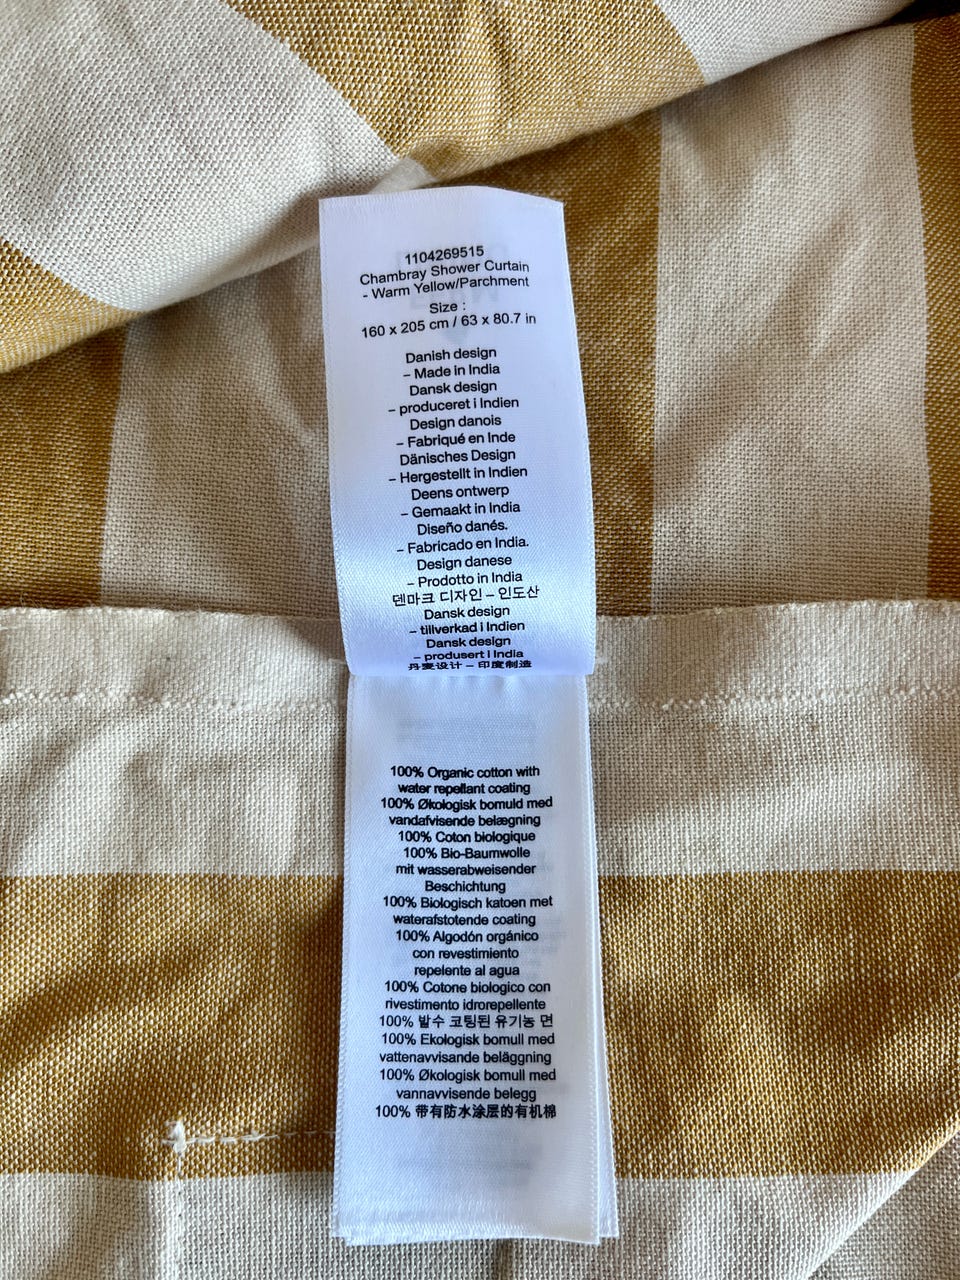 1104269515
Chambray Shower Curtain
- Warm Yellow/Parchment
Size :
160 x 205 cm / 63 x 80.7 in
Danish design
– Made in India
Dansk design
– produceret i Indien
Design danois
– Fabriqué en Inde
Dänisches Design
– Hergestellt in Indien
Deens ontwerp
– Gemaakt in India
Diseño danés.
– Fabricado en India.
Design danese
– Prodotto in India
덴마크 디자인 – 인도산
Dansk design
– tillverkad i Indien
Dansk design
– produsert i India
丹麦设计 – 印度制造
100% Organic cotton with
water repellant coating
100% Økologisk bomuld med
vandafvisende belægning
100% Coton biologique
100% Bio-Baumwolle
mit wasserabweisender
Beschichtung
100% Biologisch katoen met
waterafstotende coating
100% Algodón orgánico
con revestimiento
repelente al agua
100% Cotone biologico con
rivestimento idrorepellente
100% 발수 코팅된 유기농 면
100% Ekologisk bomull med
vattenavvisande beläggning
100% Økologisk bomull med
vannavvisende belegg
100% 带有防水涂层的有机棉